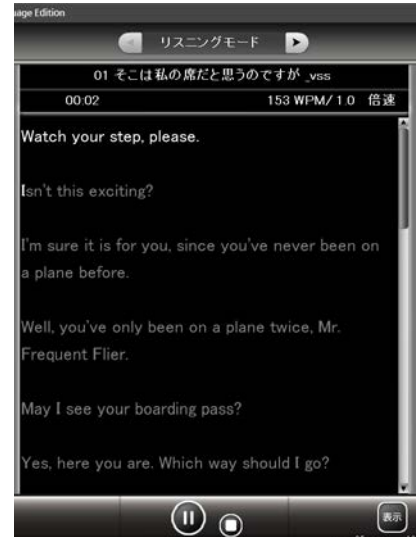 uage Edition
リスニングモード
01 そこは私の席だと思うのですが _vss
00:02 153 WPM/1.0 倍速
Watch your step, please.
Isn't this exciting?
I'm sure it is for you, since you've never been on
a plane before.
Well, you've only been on a plane twice, Mr.
Frequent Flier.
May I see your boarding pass?
Yes, here you are. Which way should I go?
表示